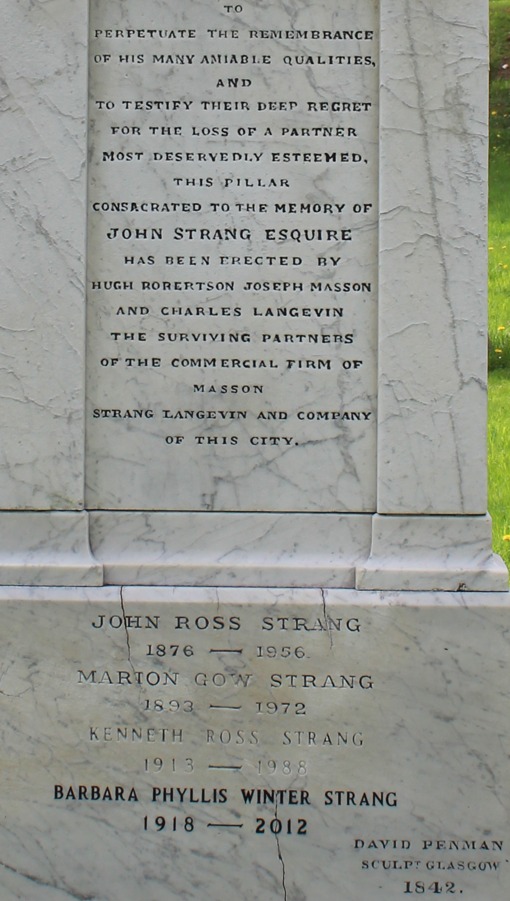 TO
PERPETUATE THE REMEMBRANCE
OF HIS MANY AMIABLE QUALITIES,
AND
TO TESTIFY THEIR DEEP REGRET
FOR THE LOSS OF A PARTNER
MOST DESERVEDLY ESTEEMED,
THIS PILLAR
CONSACRATED TO THE MEMORY OF
JOHN STRANG ESQUIRE
HAS BEEN ERECTED BY
HUGH ROBERTSON JOSEPH MASSON
AND CHARLES LANGEVIN
THE SURVIVING PARTNERS
OF THE COMMERCIAL FIRM OF
MASSON
STRANG LANGEVIN AND COMPANY
OF THIS CITY.
JOHN ROSS STRANG
1876 — 1956
MARION GOW STRANG
1893 — 1972
KENNETH ROSS STRANG
1913 — 1988
BARBARA PHYLLIS WINTER STRANG
1918 — 2012
DAVID PENMAN
SCULPT GLASGOW
1842.